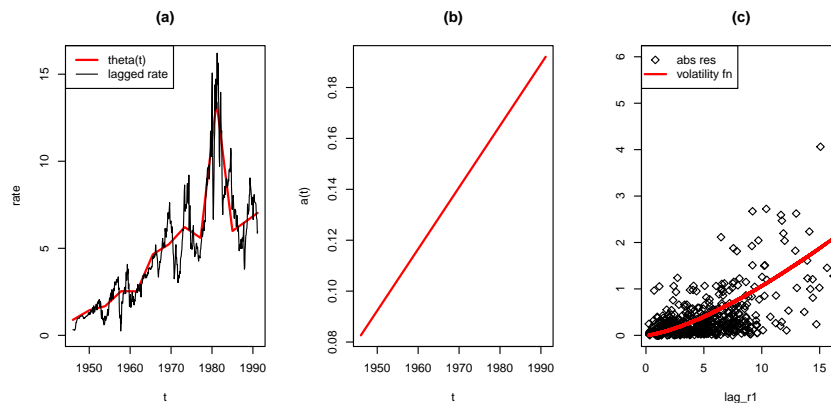 (a)
theta(t)
lagged rate
rate
0 5 10 15
1950 1960 1970 1980 1990
t
(b)
a(t)
0.08 0.10 0.12 0.14 0.16 0.18
1950 1960 1970 1980 1990
t
(c)
abs res
volatility fn
0 1 2 3 4 5 6
0 5 10 15
lag_r1